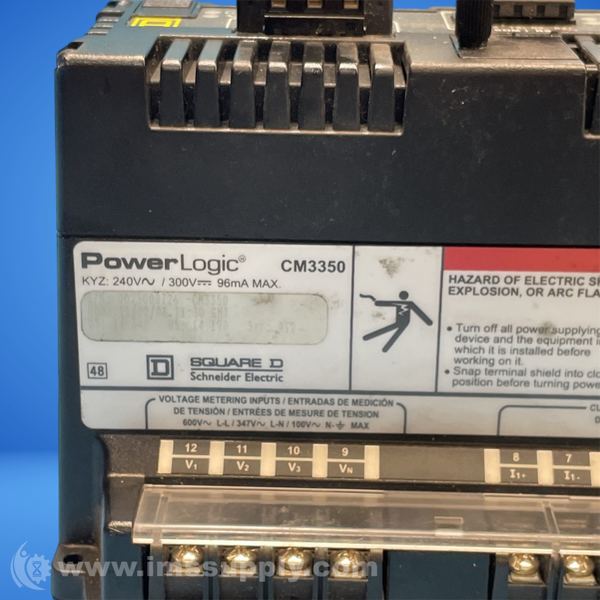 PowerLogic® CM3350
KYZ: 240V∿ / 300V⎓ 96mA MAX.
CM3350
48
SQUARE D
Schneider Electric
HAZARD OF ELECTRIC
EXPLOSION, OR ARC
• Turn off all power supplying
device and the equipment
which it is installed before
working on it.
• Snap terminal shield into
position before turning power
VOLTAGE METERING INPUTS / ENTRADAS DE MEDICIÓN
DE TENSIÓN / ENTRÉES DE MESURE DE TENSION
600V∿ L-L / 347V∿ L-N / 100V∿ N-⏚ MAX
12 11 10 9 8 7
V1 V2 V3 VN I1+ I1-
www.imesupply.com